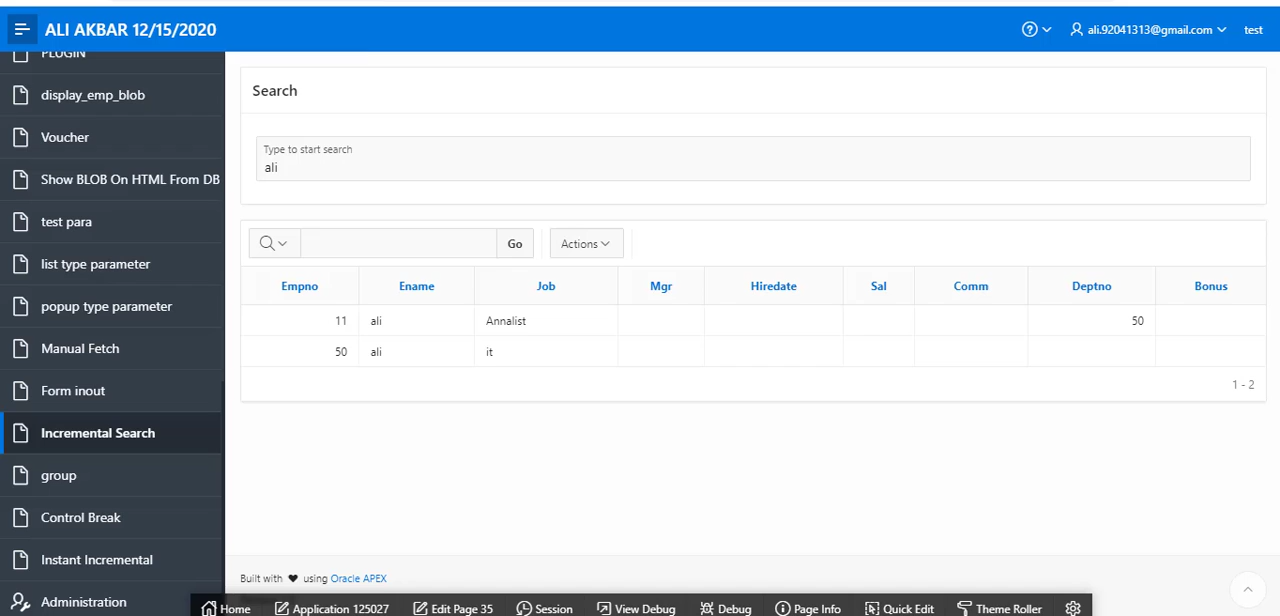 ALI AKBAR 12/15/2020
ali.92041313@gmail.com
test
PLUGIN
display_emp_blob
Voucher
Show BLOB On HTML From DB
test para
list type parameter
popup type parameter
Manual Fetch
Form inout
Incremental Search
group
Control Break
Instant Incremental
Administration
Search
Type to start search
ali
Go Actions
Empno Ename Job Mgr Hiredate Sal Comm Deptno Bonus
11 ali Annalist 50
50 ali it
1 - 2
Built with ♥ using Oracle APEX
Home Application 125027 Edit Page 35 Session View Debug Debug Page Info Quick Edit Theme Roller